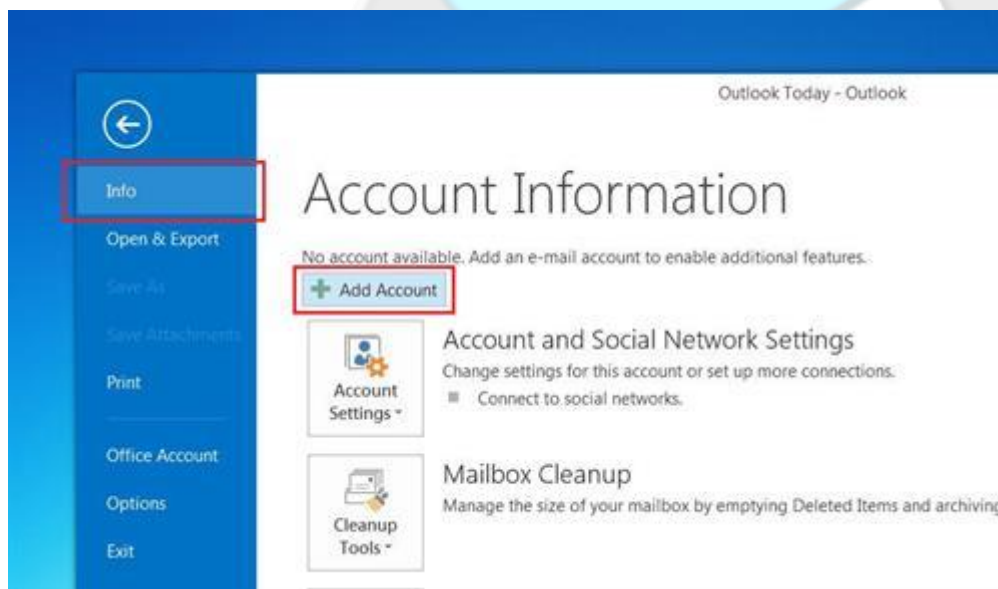 Outlook Today - Outlook
Info
Open & Export
Save As
Save Attachments
Print
Office Account
Options
Exit
Account Information
No account available. Add an e-mail account to enable additional features.
Add Account
Account
Settings
Account and Social Network Settings
Change settings for this account or set up more connections.
Connect to social networks.
Cleanup
Tools
Mailbox Cleanup
Manage the size of your mailbox by emptying Deleted Items and archiving